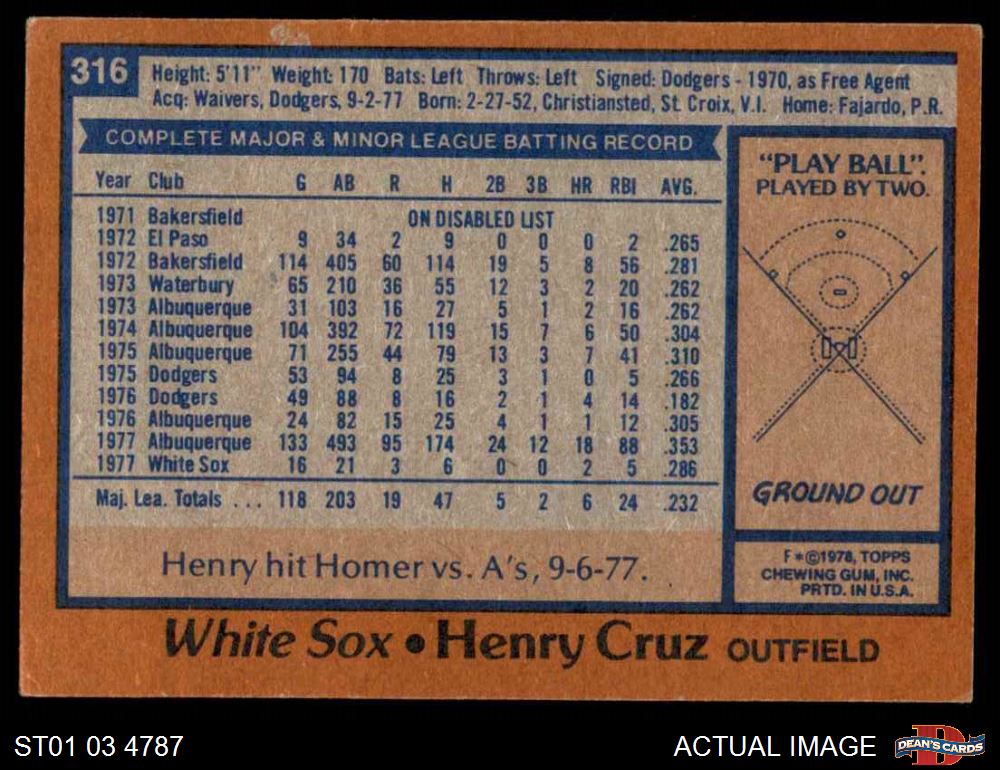 316
Height: 5'11" Weight: 170 Bats: Left Throws: Left Signed: Dodgers - 1970, as Free Agent
Acq: Waivers, Dodgers, 9-2-77 Born: 2-27-52, Christiansted, St. Croix, V.I. Home: Fajardo, P.R.
COMPLETE MAJOR & MINOR LEAGUE BATTING RECORD
Year Club G AB R H 2B 3B HR RBI AVG.
1971 Bakersfield ON DISABLED LIST
1972 El Paso 9 34 2 9 0 0 0 2 .265
1972 Bakersfield 114 405 60 114 19 5 8 56 .281
1973 Waterbury 65 210 36 55 12 3 2 20 .262
1973 Albuquerque 31 103 16 27 5 1 2 16 .262
1974 Albuquerque 104 392 72 119 15 7 6 50 .304
1975 Albuquerque 71 255 44 79 13 3 7 41 .310
1975 Dodgers 53 94 8 25 3 1 0 5 .266
1976 Dodgers 49 88 8 16 2 1 4 14 .182
1976 Albuquerque 24 82 15 25 4 1 1 12 .305
1977 Albuquerque 133 493 95 174 24 12 18 88 .353
1977 White Sox 16 21 3 6 0 0 2 5 .286
Maj. Lea. Totals ... 118 203 19 47 5 2 6 24 .232
Henry hit Homer vs. A's, 9-6-77.
"PLAY BALL".
PLAYED BY TWO.
GROUND OUT
F*©1978, TOPPS
CHEWING GUM, INC.
PRTD. IN U.S.A.
White Sox • Henry Cruz OUTFIELD
ST01 03 4787
ACTUAL IMAGE
DEAN'S CARDS